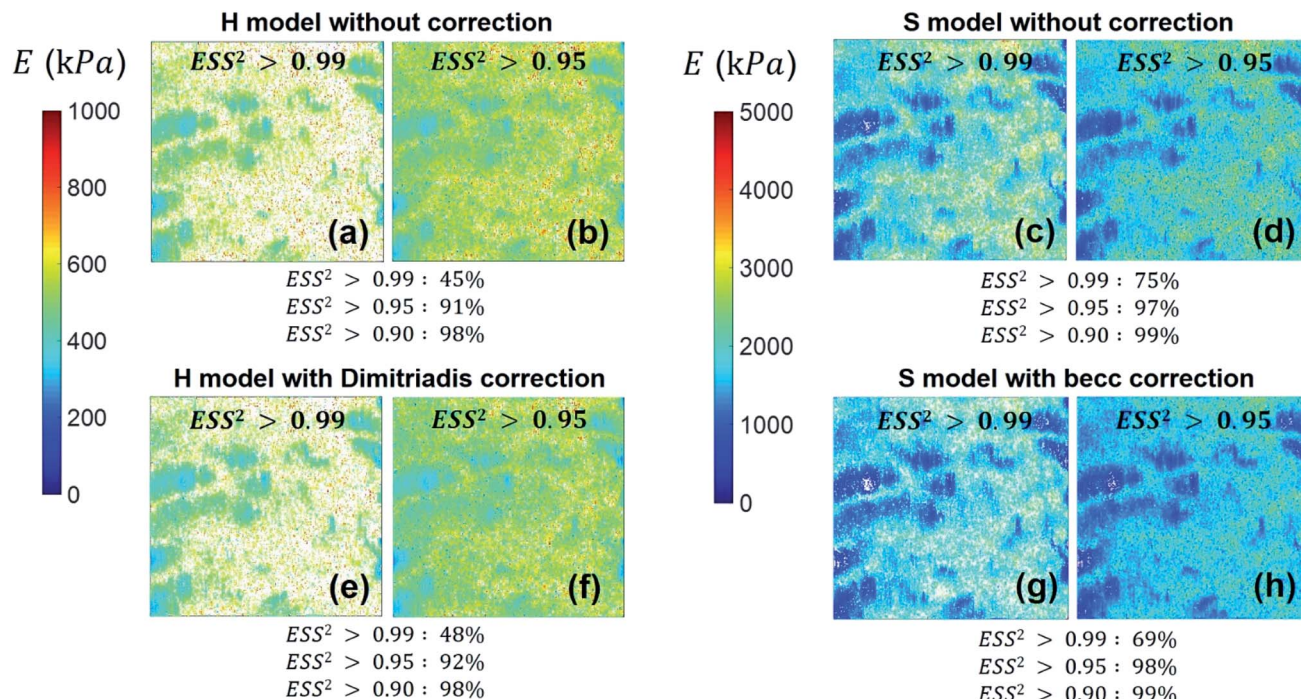 H model without correction
E (kPa)
1000
800
600
400
200
0
ESS² > 0.99
ESS² > 0.95
(a)
(b)
ESS² > 0.99 : 45%
ESS² > 0.95 : 91%
ESS² > 0.90 : 98%
H model with Dimitriadis correction
ESS² > 0.99
ESS² > 0.95
(e)
(f)
ESS² > 0.99 : 48%
ESS² > 0.95 : 92%
ESS² > 0.90 : 98%
S model without correction
E (kPa)
5000
4000
3000
2000
1000
0
ESS² > 0.99
ESS² > 0.95
(c)
(d)
ESS² > 0.99 : 75%
ESS² > 0.95 : 97%
ESS² > 0.90 : 99%
S model with becc correction
ESS² > 0.99
ESS² > 0.95
(g)
(h)
ESS² > 0.99 : 69%
ESS² > 0.95 : 98%
ESS² > 0.90 : 99%